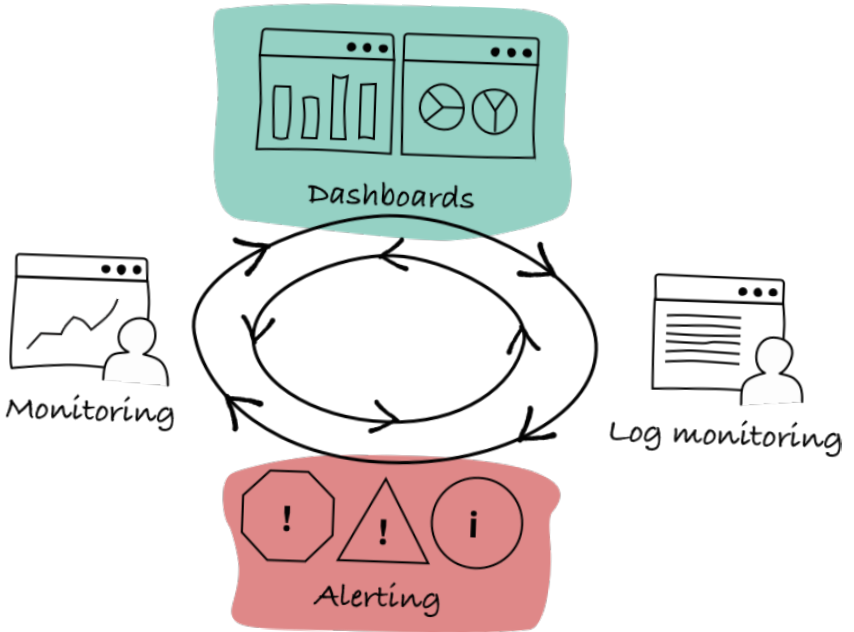 Dashboards
Monitoring
Log monitoring
! ! i
Alerting